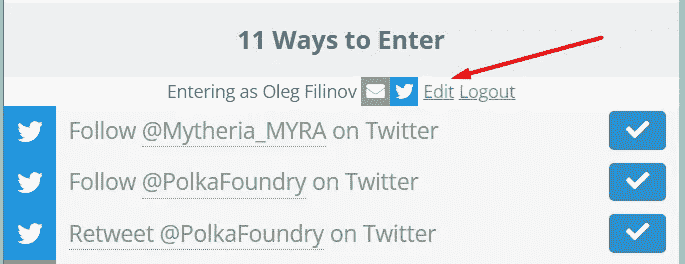 11 Ways to Enter
Entering as Oleg Filinov Edit Logout
Follow @Mytheria_MYRA on Twitter
Follow @PolkaFoundry on Twitter
Retweet @PolkaFoundry on Twitter